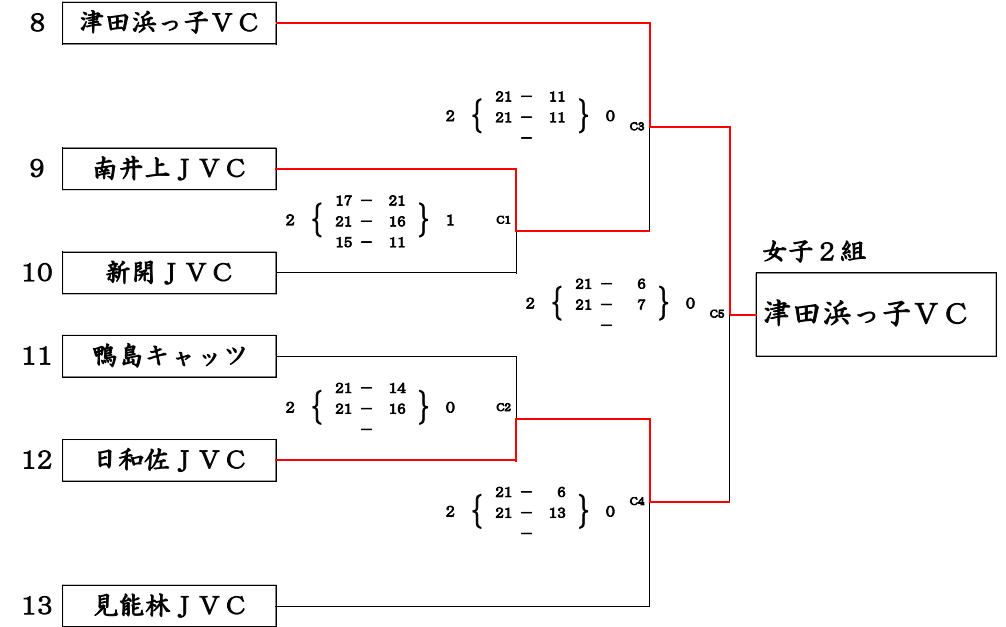 8 津田浜っ子ＶＣ
21 － 11
2 { 21 － 11 } 0
－
C3
9 南井上ＪＶＣ
17 － 21
2 { 21 － 16 } 1
15 － 11
C1
10 新開ＪＶＣ
女子２組
津田浜っ子ＶＣ
21 － 6
2 { 21 － 7 } 0
－
C5
11 鴨島キャッツ
21 － 14
2 { 21 － 16 } 0
－
C2
12 日和佐ＪＶＣ
21 － 6
2 { 21 － 13 } 0
－
C4
13 見能林ＪＶＣ